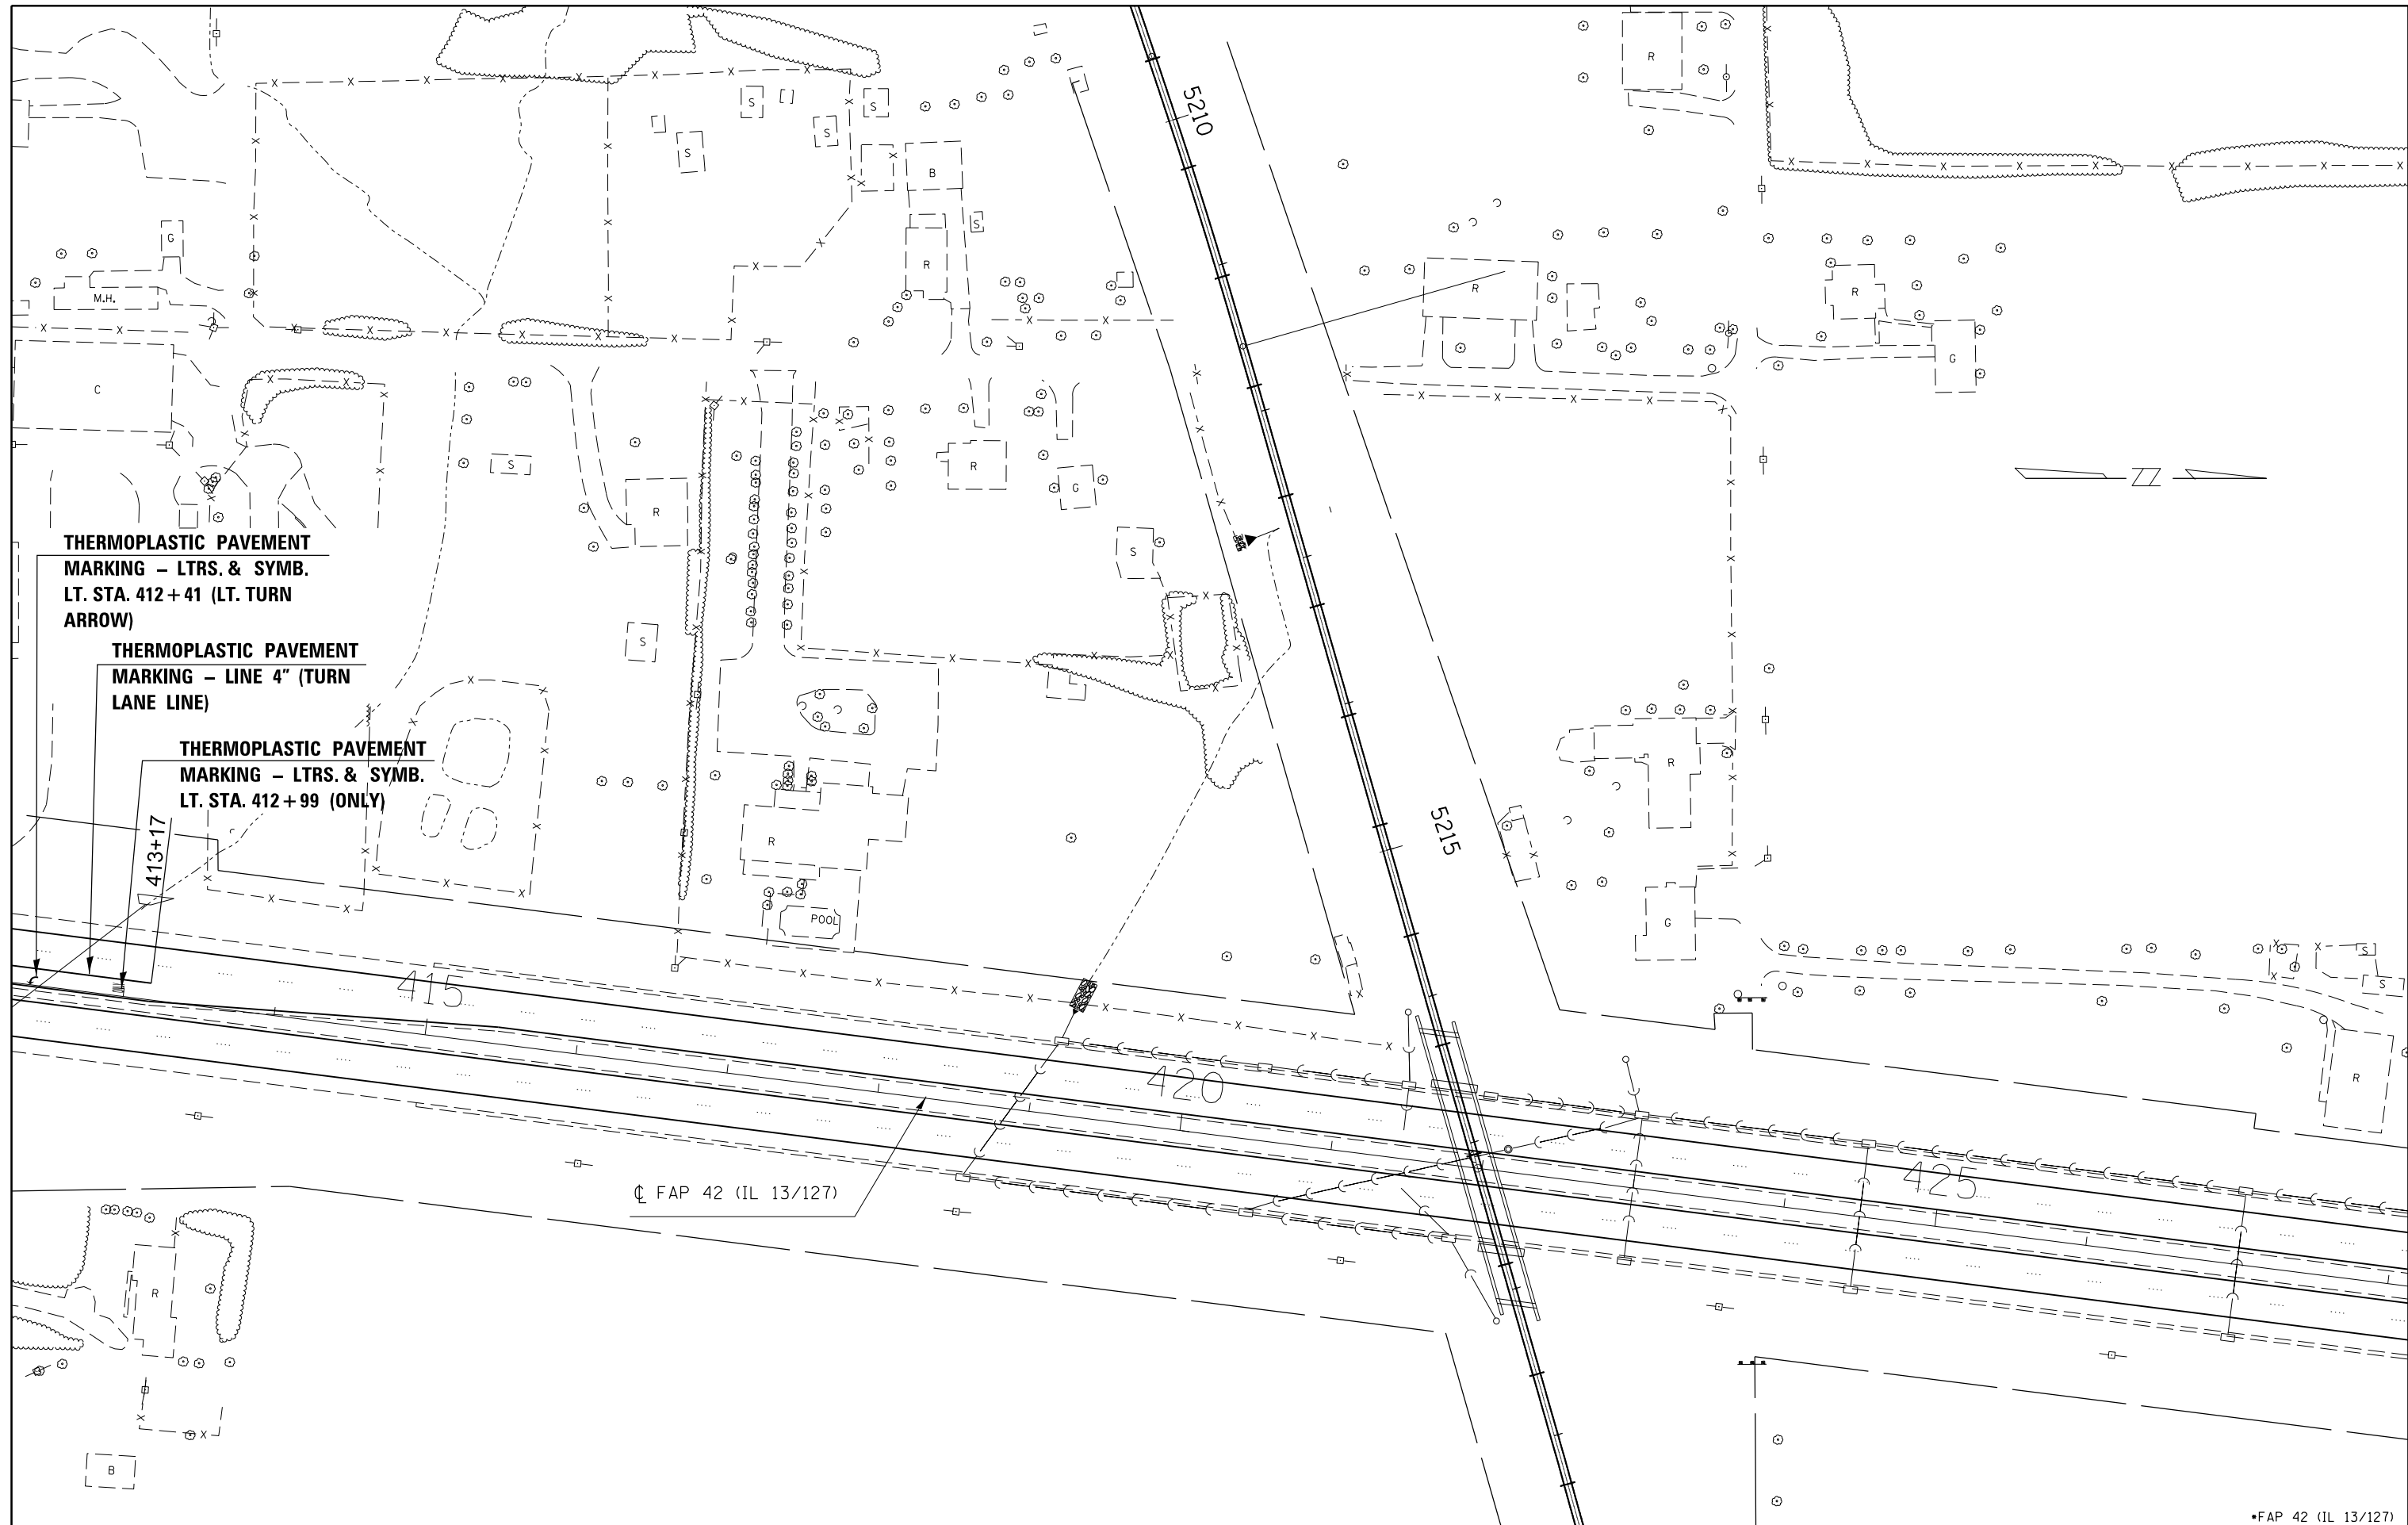 5210
R
S
S
S
S
B
S
G
R
M.H.
R
R
C
G
R
S
G
N
R
S
THERMOPLASTIC PAVEMENT
MARKING – LTRS. & SYMB.
LT. STA. 412+41 (LT. TURN
ARROW)
THERMOPLASTIC PAVEMENT
MARKING – LINE 4" (TURN
LANE LINE)
S
THERMOPLASTIC PAVEMENT
MARKING – LTRS. & SYMB.
LT. STA. 412+99 (ONLY)
R
413+17
5215
R
POOL
G
S
S
415
420
R
425
℄ FAP 42 (IL 13/127)
R
B
*FAP 42 (IL 13/127)